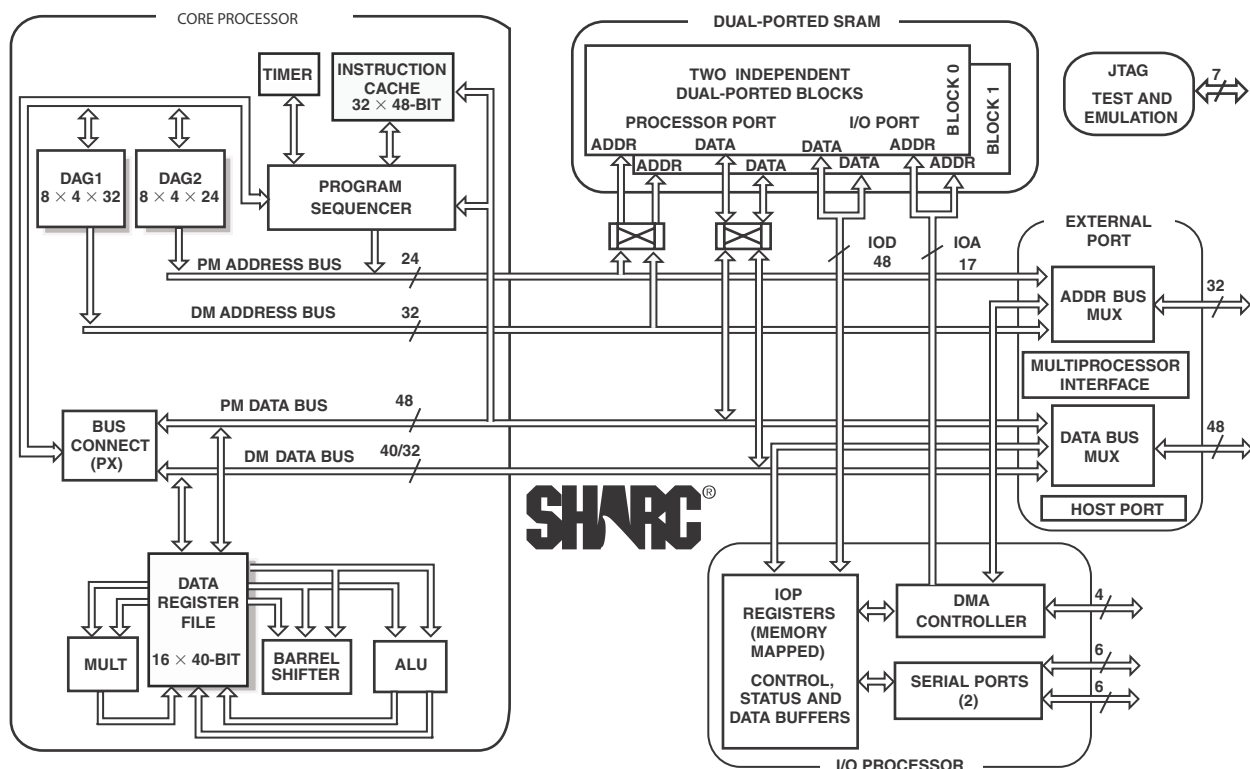 CORE PROCESSOR
TIMER
INSTRUCTION
CACHE
32 × 48-BIT
DAG1
8 × 4 × 32
DAG2
8 × 4 × 24
PROGRAM
SEQUENCER
PM ADDRESS BUS
24
DM ADDRESS BUS
32
PM DATA BUS
48
BUS
CONNECT
(PX)
DM DATA BUS
40/32
DATA
REGISTER
FILE
16 × 40-BIT
MULT
BARREL
SHIFTER
ALU
DUAL-PORTED SRAM
TWO INDEPENDENT
DUAL-PORTED BLOCKS
PROCESSOR PORT
I/O PORT
BLOCK 0
BLOCK 1
ADDR
DATA
DATA
ADDR
ADDR
DATA
DATA
ADDR
IOD
48
IOA
17
JTAG
TEST AND
EMULATION
7
EXTERNAL
PORT
ADDR BUS
MUX
32
MULTIPROCESSOR
INTERFACE
DATA BUS
MUX
48
HOST PORT
SHARC®
IOP
REGISTERS
(MEMORY
MAPPED)
CONTROL,
STATUS AND
DATA BUFFERS
DMA
CONTROLLER
4
SERIAL PORTS
(2)
6
6
I/O PROCESSOR